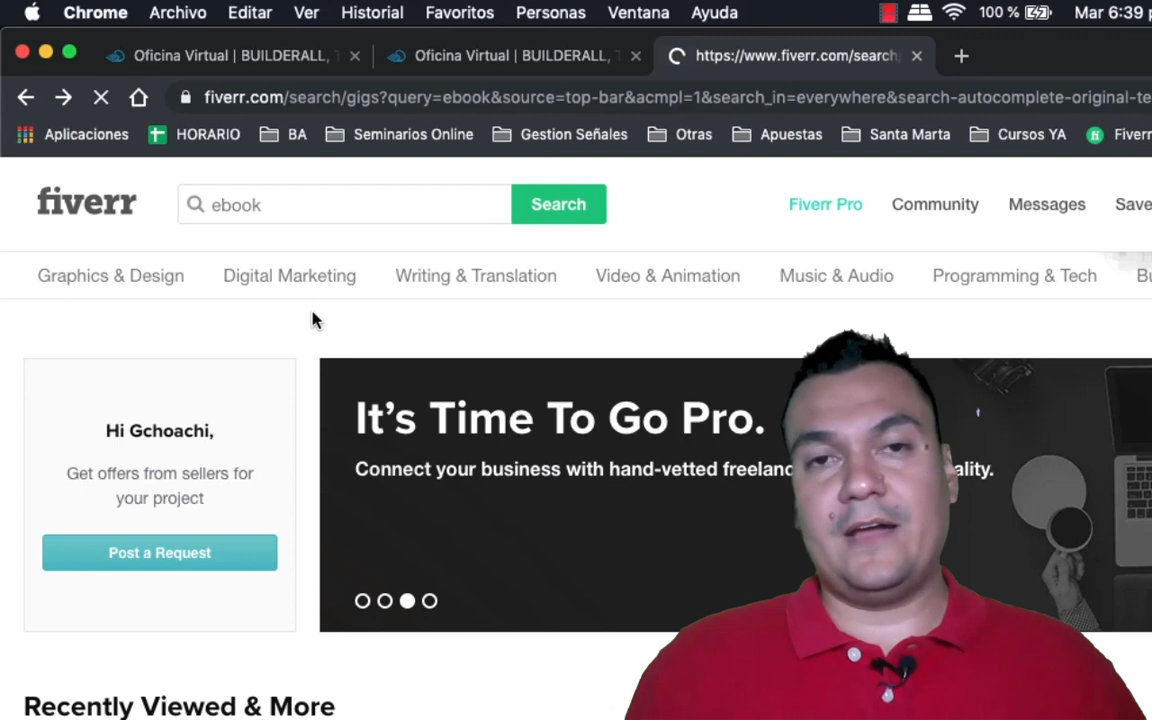 Chrome Archivo Editar Ver Historial Favoritos Personas Ventana Ayuda 100 % Mar 6:39
Oficina Virtual | BUILDERALL, Oficina Virtual | BUILDERALL, https://www.fiverr.com/search/
fiverr.com/search/gigs?query=ebook&source=top-bar&acmpl=1&search_in=everywhere&search-autocomplete-original-te
Aplicaciones HORARIO BA Seminarios Online Gestion Señales Otras Apuestas Santa Marta Cursos YA Fiverr
fiverr ebook Search Fiverr Pro Community Messages Save
Graphics & Design Digital Marketing Writing & Translation Video & Animation Music & Audio Programming & Tech Bu
It's Time To Go Pro.
Connect your business with hand-vetted freelanc ality.
Hi Gchoachi,
Get offers from sellers for
your project
Post a Request
Recently Viewed & More